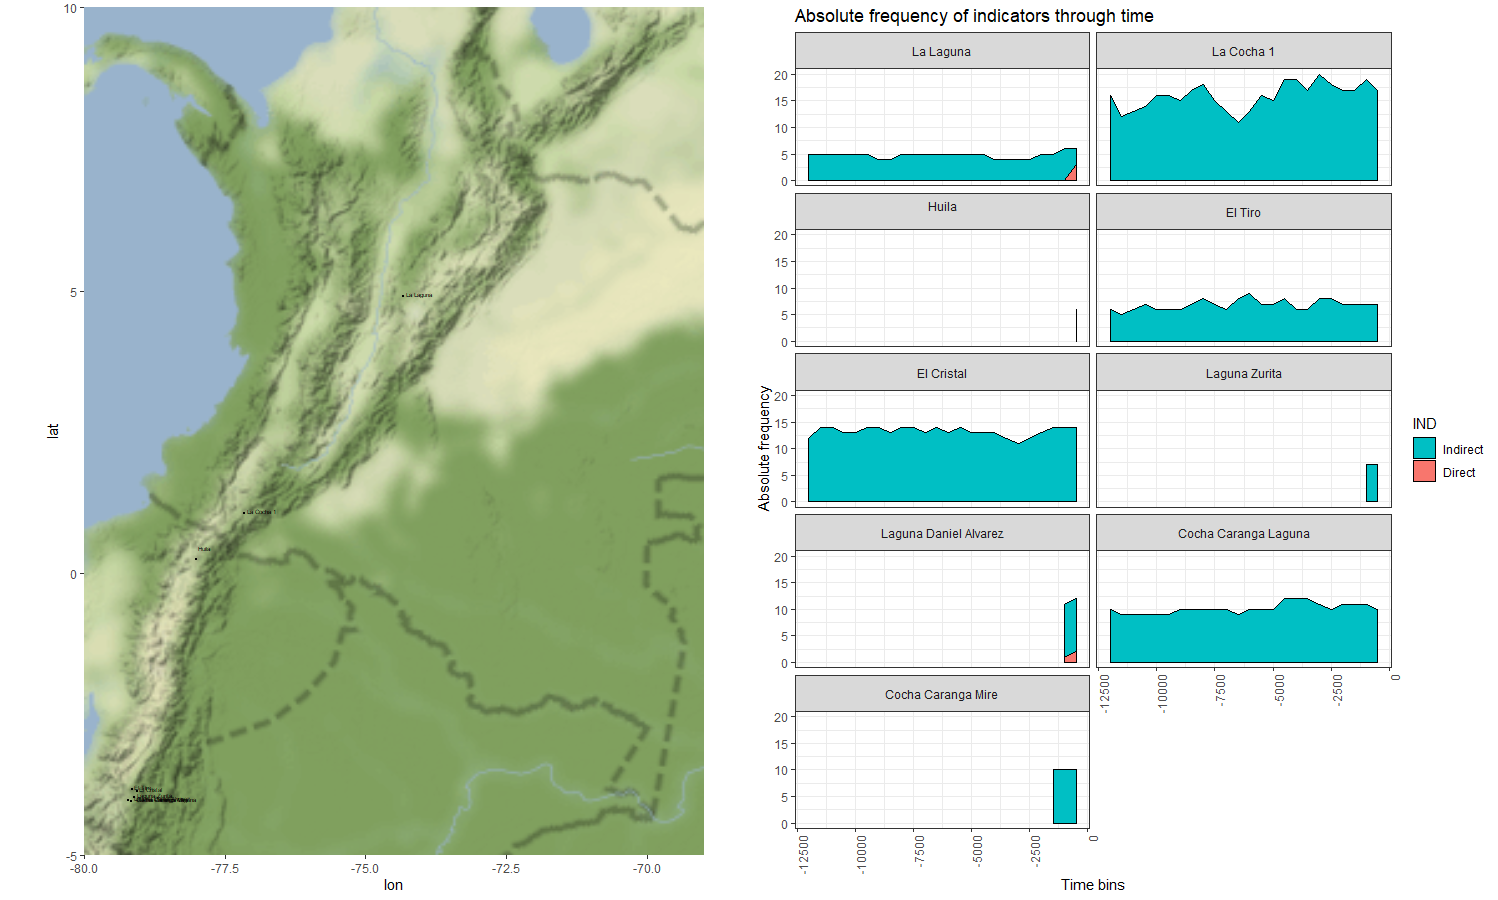 10
5
0
-5
lat
-80.0
-77.5
-75.0
-72.5
-70.0
lon
La Laguna
La Cocha 1
Huila
Absolute frequency of indicators through time
La Laguna
La Cocha 1
20
15
10
5
0
Huila
El Tiro
20
15
10
5
0
El Cristal
Laguna Zurita
20
15
10
5
0
Laguna Daniel Alvarez
Cocha Caranga Laguna
20
15
10
5
0
-12500
-10000
-7500
-5000
-2500
0
Cocha Caranga Mire
20
15
10
5
0
-12500
-10000
-7500
-5000
-2500
0
Absolute frequency
Time bins
IND
Indirect
Direct